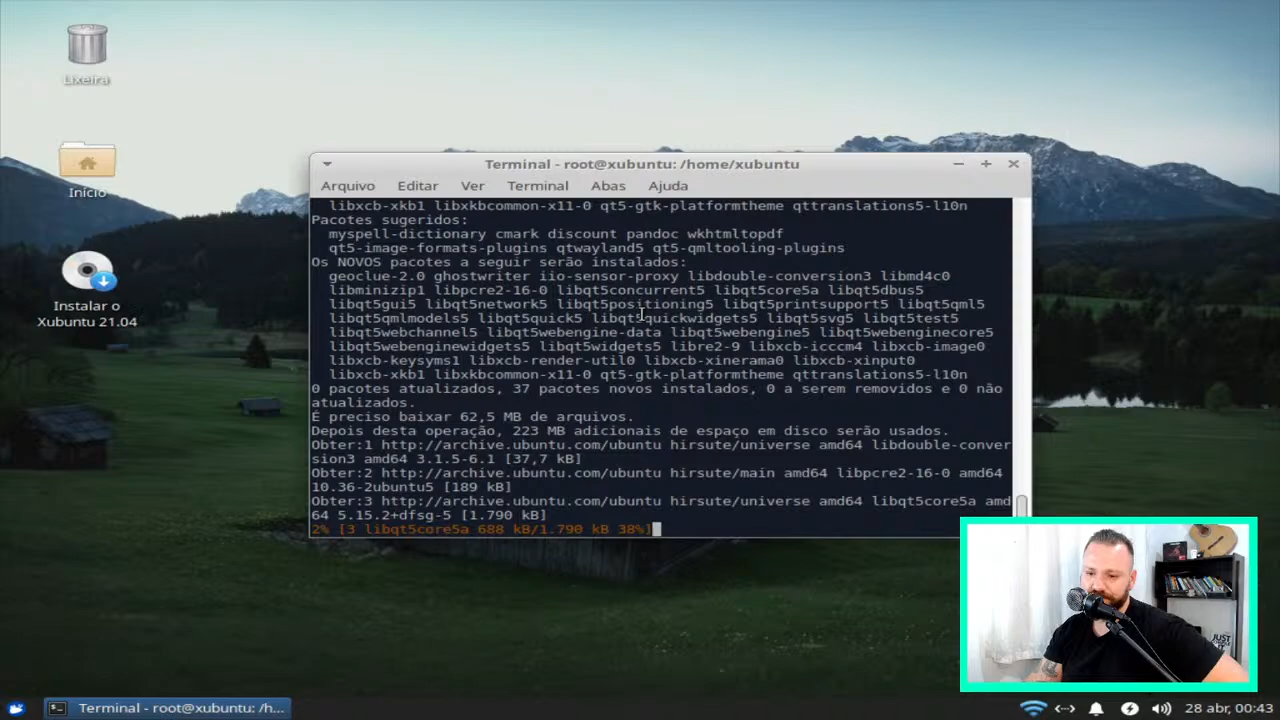 Lixeira
Início
Instalar o
Xubuntu 21.04
Terminal - root@xubuntu: /home/xubuntu
Arquivo Editar Ver Terminal Abas Ajuda
libxcb-xkb1 libxkbcommon-x11-0 qt5-gtk-platformtheme qttranslations5-l10n
Pacotes sugeridos:
myspell-dictionary cmark discount pandoc wkhtmltopdf
qt5-image-formats-plugins qtwayland5 qt5-qmltooling-plugins
Os NOVOS pacotes a seguir serão instalados:
geoclue-2.0 ghostwriter iio-sensor-proxy libdouble-conversion3 libmd4c0
libminizip1 libpcre2-16-0 libqt5concurrent5 libqt5core5a libqt5dbus5
libqt5gui5 libqt5network5 libqt5positioning5 libqt5printsupport5 libqt5qml5
libqt5qmlmodels5 libqt5quick5 libqt5quickwidgets5 libqt5svg5 libqt5test5
libqt5webchannel5 libqt5webengine-data libqt5webengine5 libqt5webenginecore5
libqt5webenginewidgets5 libqt5widgets5 libre2-9 libxcb-icccm4 libxcb-image0
libxcb-keysyms1 libxcb-render-util0 libxcb-xinerama0 libxcb-xinput0
libxcb-xkb1 libxkbcommon-x11-0 qt5-gtk-platformtheme qttranslations5-l10n
0 pacotes atualizados, 37 pacotes novos instalados, 0 a serem removidos e 0 não
atualizados.
É preciso baixar 62,5 MB de arquivos.
Depois desta operação, 223 MB adicionais de espaço em disco serão usados.
Obter:1 http://archive.ubuntu.com/ubuntu hirsute/universe amd64 libdouble-conver
sion3 amd64 3.1.5-6.1 [37,7 kB]
Obter:2 http://archive.ubuntu.com/ubuntu hirsute/main amd64 libpcre2-16-0 amd64
10.36-2ubuntu5 [189 kB]
Obter:3 http://archive.ubuntu.com/ubuntu hirsute/universe amd64 libqt5core5a amd
64 5.15.2+dfsg-5 [1.790 kB]
2% [3 libqt5core5a 688 kB/1.790 kB 38%]
JUST
Terminal - root@xubuntu: /h...
28 abr, 00:43